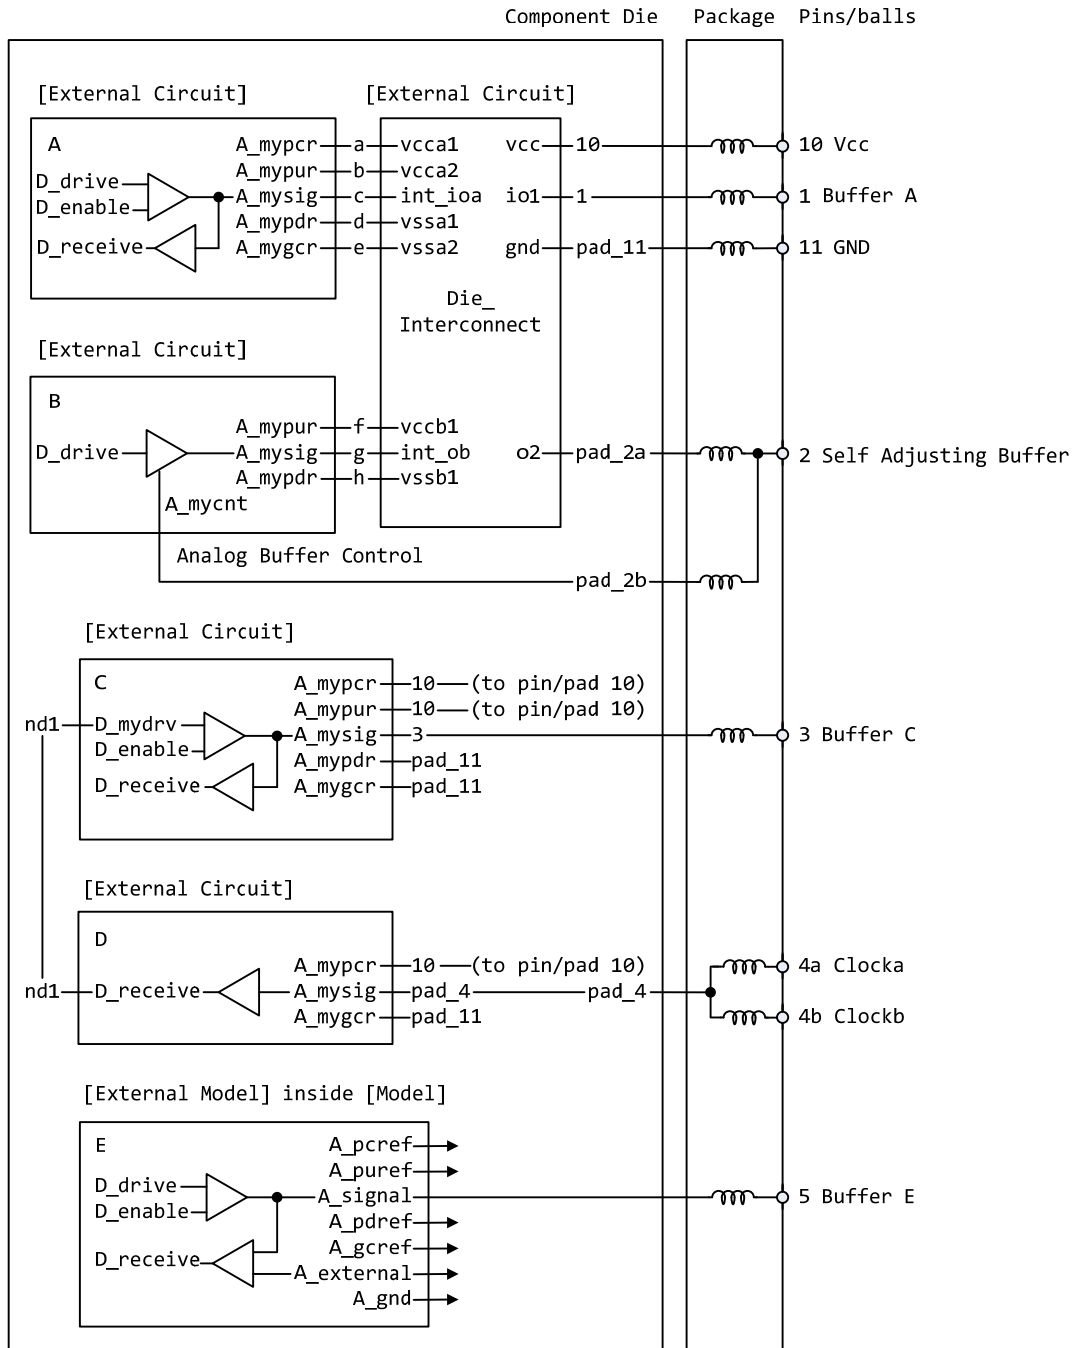 Component Die Package Pins/balls
[External Circuit] [External Circuit]
A A_mypcr a vcca1 vcc 10 10 Vcc
A_mypur b vcca2
D_drive
A_mysig c int_ioa io1 1 1 Buffer A
D_enable
A_mypdr d vssa1
D_receive A_mygcr e vssa2 gnd pad_11 11 GND
Die_
Interconnect
[External Circuit]
B
A_mypur f vccb1
D_drive A_mysig g int_ob o2 pad_2a 2 Self Adjusting Buffer
A_mypdr h vssb1
A_mycnt
Analog Buffer Control
pad_2b
[External Circuit]
C A_mypcr 10 (to pin/pad 10)
A_mypur 10 (to pin/pad 10)
nd1 D_mydrv
A_mysig 3 3 Buffer C
D_enable
A_mypdr pad_11
D_receive A_mygcr pad_11
[External Circuit]
D
A_mypcr 10 (to pin/pad 10) 4a Clocka
nd1 D_receive A_mysig pad_4 pad_4
A_mygcr pad_11 4b Clockb
[External Model] inside [Model]
E A_pcref
A_puref
D_drive
A_signal 5 Buffer E
D_enable
A_pdref
A_gcref
D_receive
A_external
A_gnd